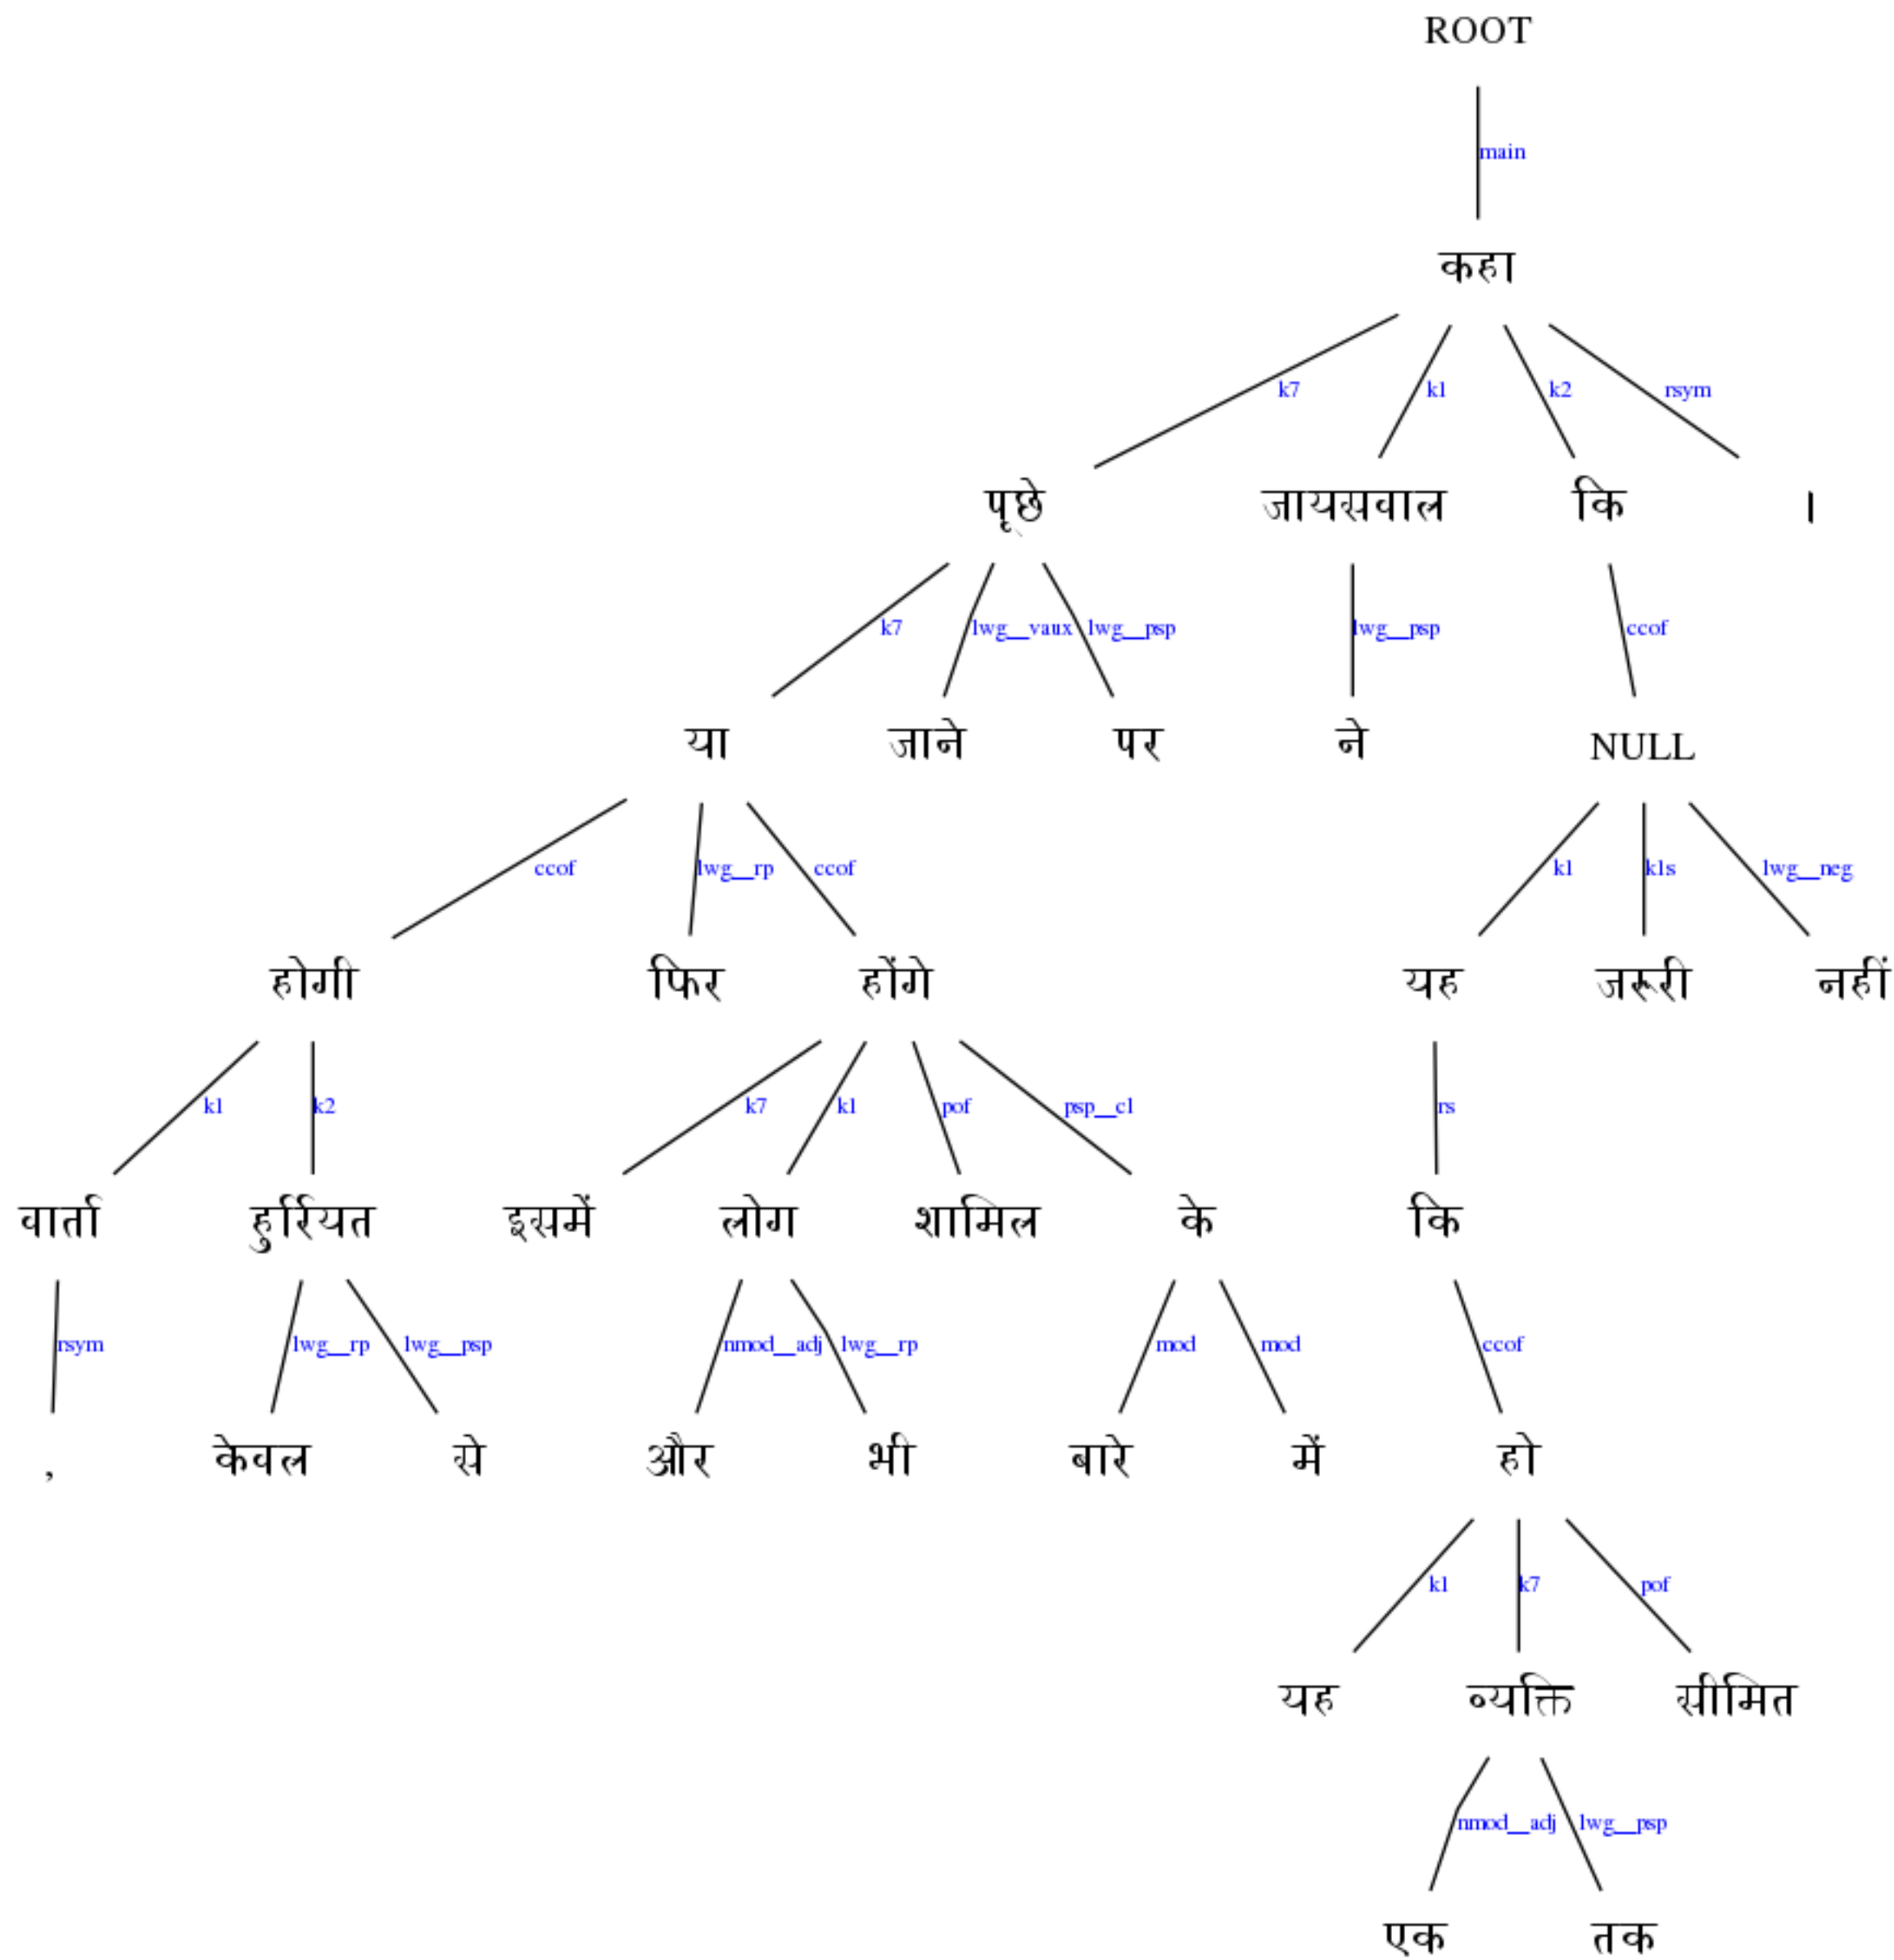 ROOT
main
कहा
k7 k1 k2 rsym
पूछे जायसवाल कि ।
k7 lwg__vaux lwg__psp lwg__psp ccof
या जाने पर ने NULL
ccof lwg__rp ccof k1 k1s lwg__neg
होगी फिर होंगे यह जरूरी नहीं
k1 k2 k7 k1 pof psp__cl rs
वार्ता हुर्रियत इसमें लोग शामिल के कि
rsym lwg__rp lwg__psp nmod__adj lwg__rp mod mod ccof
, केवल से और भी बारे में हो
k1 k7 pof
यह व्यक्ति सीमित
nmod__adj lwg__psp
एक तक